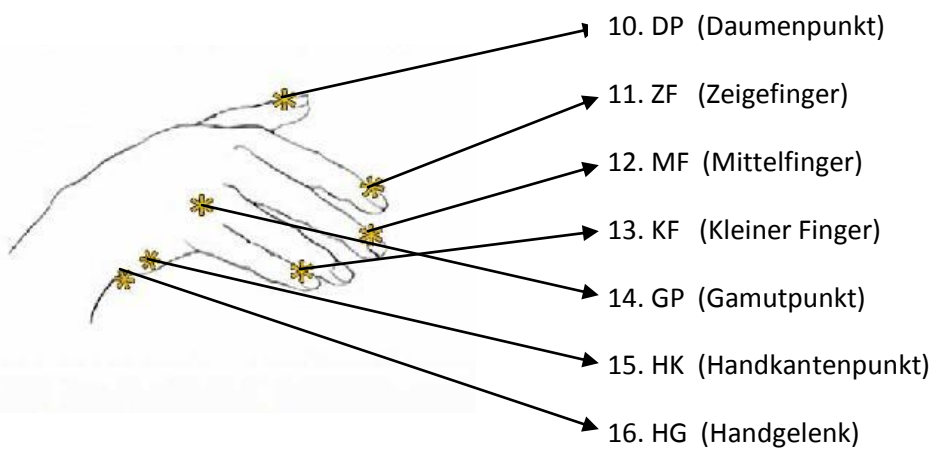 10. DP (Daumenpunkt)
11. ZF (Zeigefinger)
12. MF (Mittelfinger)
13. KF (Kleiner Finger)
14. GP (Gamutpunkt)
15. HK (Handkantenpunkt)
16. HG (Handgelenk)